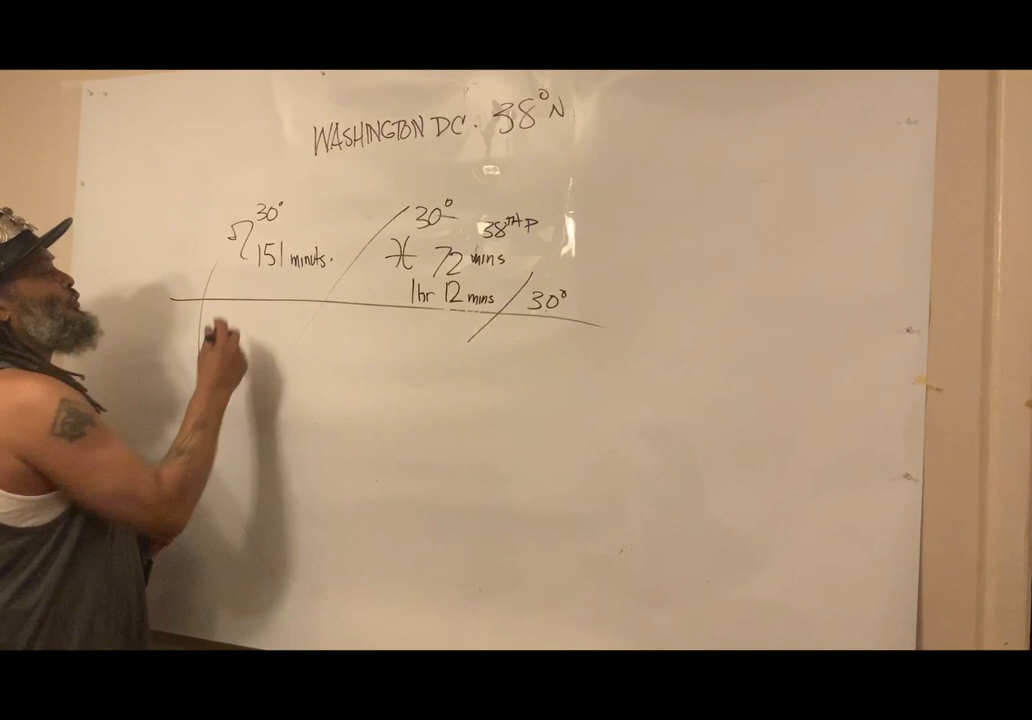 WASHINGTON DC. 38°N
30° 30° 38TH P
♌ 151 minuts. ♓ 72 mins
1hr 12 mins 30°